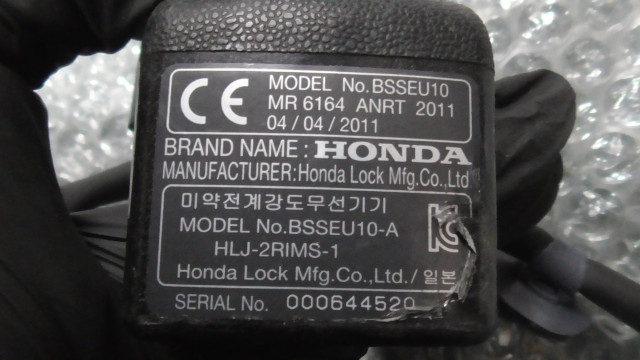 CE
MODEL No.BSSEU10
MR 6164 ANRT 2011
04/04/2011
BRAND NAME : HONDA
MANUFACTURER:Honda Lock Mfg.Co.,Ltd
미약전계강도무선기기
MODEL No.BSSEU10-A
HLJ-2RIMS-1
Honda Lock Mfg.Co.,Ltd./일본
SERIAL No. 000644520